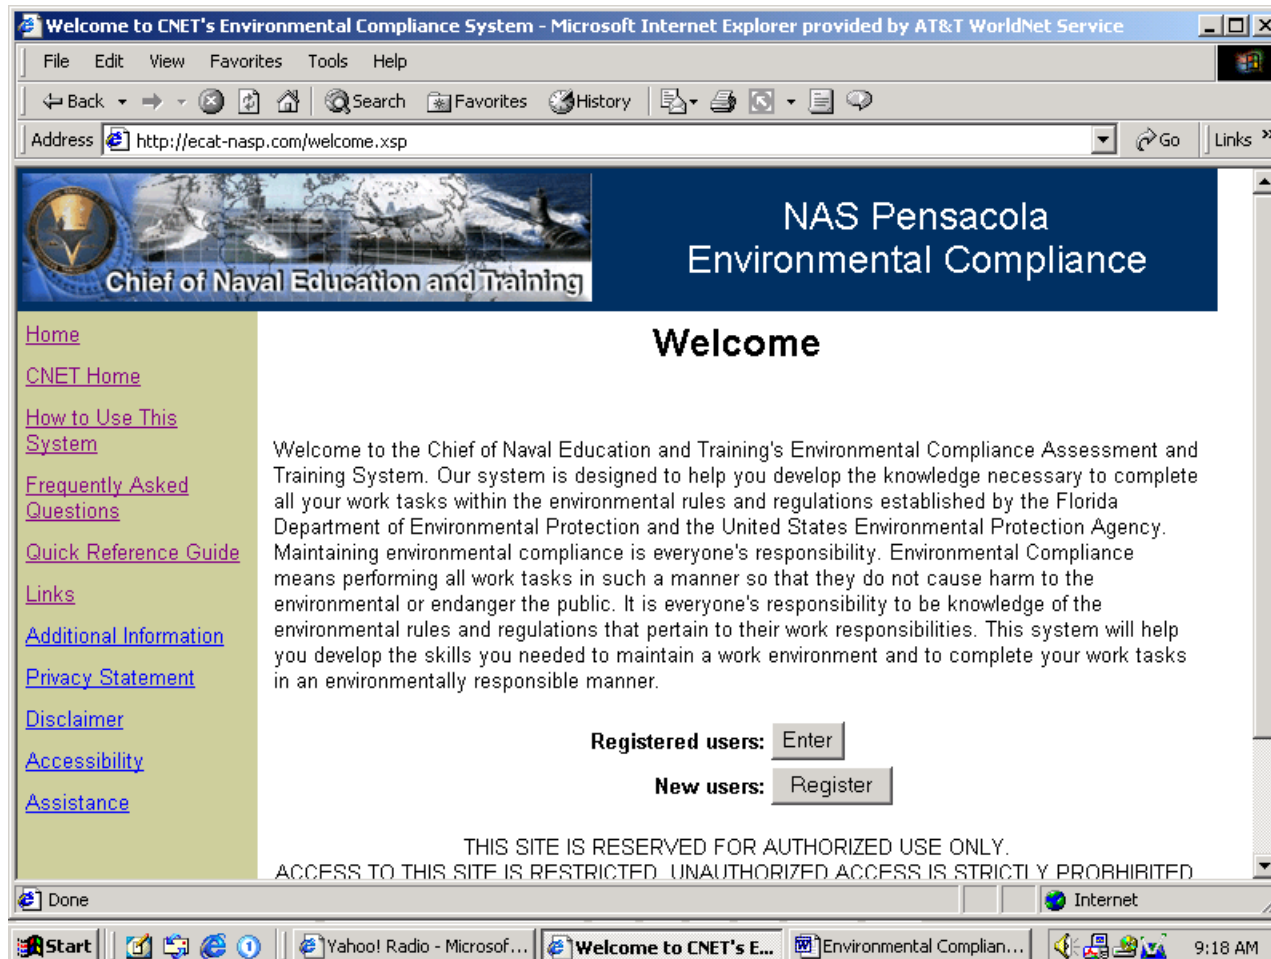 Welcome to CNET's Environmental Compliance System - Microsoft Internet Explorer provided by AT&T WorldNet Service
File Edit View Favorites Tools Help
Back Search Favorites History
Address http://ecat-nasp.com/welcome.xsp Go Links »
Chief of Naval Education and Training
NAS Pensacola
Environmental Compliance
Home
CNET Home
How to Use This
System
Frequently Asked
Questions
Quick Reference Guide
Links
Additional Information
Privacy Statement
Disclaimer
Accessibility
Assistance
Welcome
Welcome to the Chief of Naval Education and Training's Environmental Compliance Assessment and
Training System. Our system is designed to help you develop the knowledge necessary to complete
all your work tasks within the environmental rules and regulations established by the Florida
Department of Environmental Protection and the United States Environmental Protection Agency.
Maintaining environmental compliance is everyone's responsibility. Environmental Compliance
means performing all work tasks in such a manner so that they do not cause harm to the
environmental or endanger the public. It is everyone's responsibility to be knowledge of the
environmental rules and regulations that pertain to their work responsibilities. This system will help
you develop the skills you needed to maintain a work environment and to complete your work tasks
in an environmentally responsible manner.
Registered users: Enter
New users: Register
THIS SITE IS RESERVED FOR AUTHORIZED USE ONLY.
ACCESS TO THIS SITE IS RESTRICTED. UNAUTHORIZED ACCESS IS STRICTLY PROBHIBITED
Done Internet
Start Yahoo! Radio - Microsof... Welcome to CNET's E... Environmental Complian... 9:18 AM